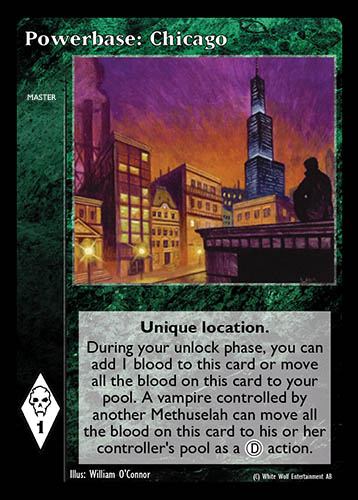 Powerbase: Chicago
MASTER
Unique location.
During your unlock phase, you can
add 1 blood to this card or move
all the blood on this card to your
pool. A vampire controlled by
another Methuselah can move all
the blood on this card to his or her
controller's pool as a Ⓓ action.
1
Illus: William O'Connor
(C) White Wolf Entertainment AB